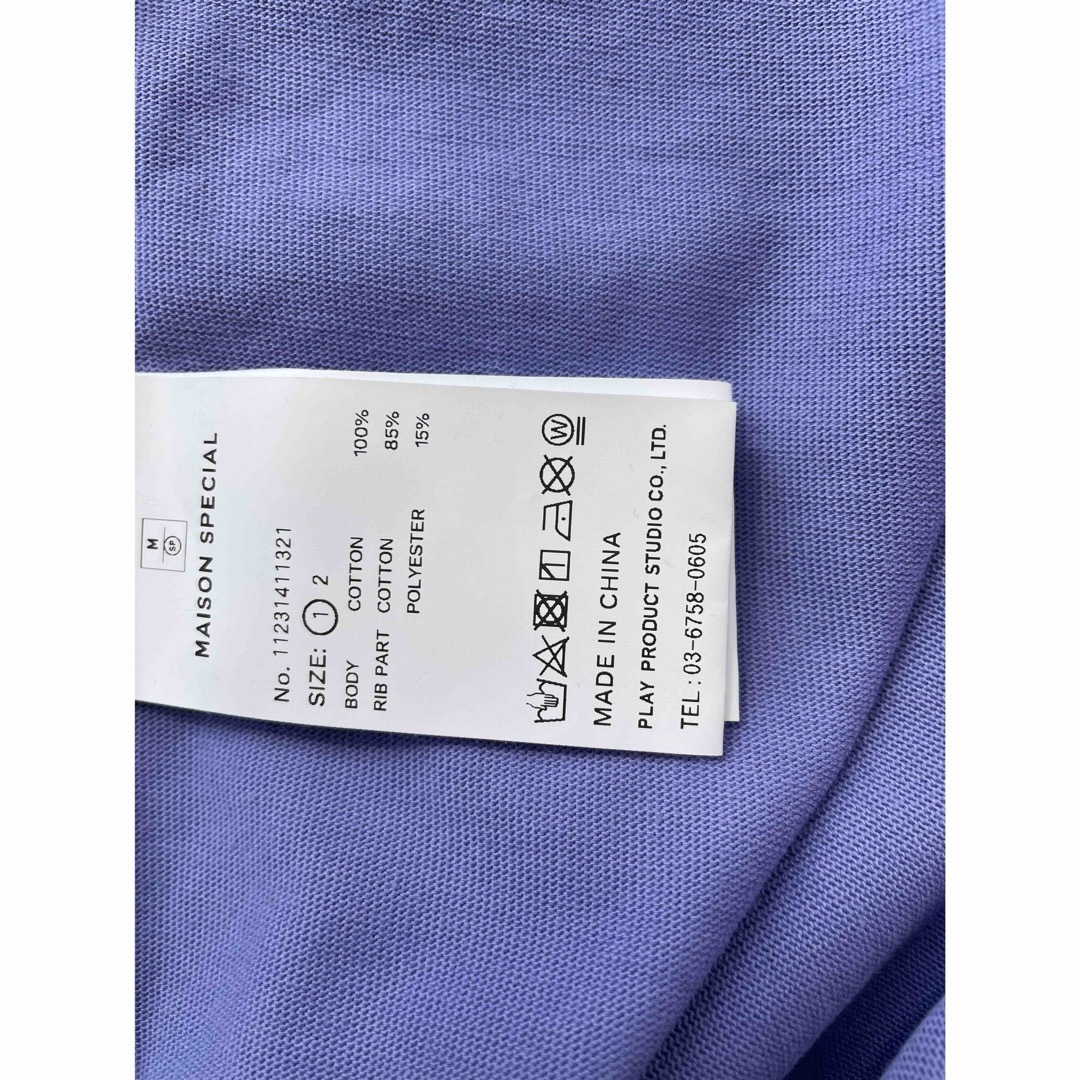 M
SP
MAISON SPECIAL
No. 11231411321
SIZE: 1 2
BODY COTTON 100%
RIB PART COTTON 85%
POLYESTER 15%
W
MADE IN CHINA
PLAY PRODUCT STUDIO CO., LTD.
TEL : 03-6758-0605